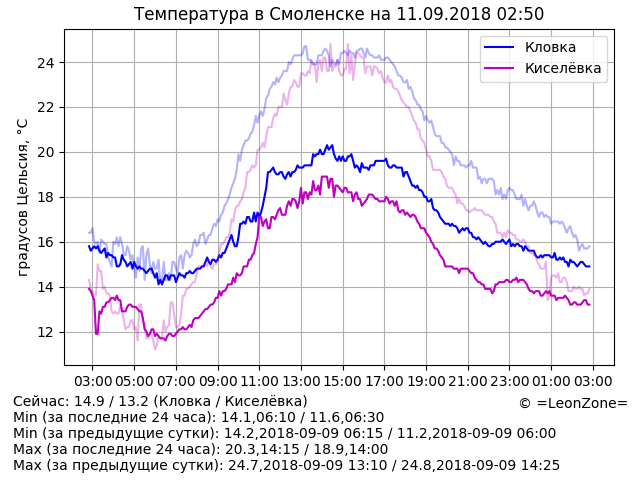 Температура в Смоленске на 11.09.2018 02:50
Кловка
Киселёвка
градусов Цельсия, °C
24
22
20
18
16
14
12
03:00 05:00 07:00 09:00 11:00 13:00 15:00 17:00 19:00 21:00 23:00 01:00 03:00
Сейчас: 14.9 / 13.2 (Кловка / Киселёвка)
© =LeonZone=
Min (за последние 24 часа): 14.1,06:10 / 11.6,06:30
Min (за предыдущие сутки): 14.2,2018-09-09 06:15 / 11.2,2018-09-09 06:00
Max (за последние 24 часа): 20.3,14:15 / 18.9,14:00
Max (за предыдущие сутки): 24.7,2018-09-09 13:10 / 24.8,2018-09-09 14:25